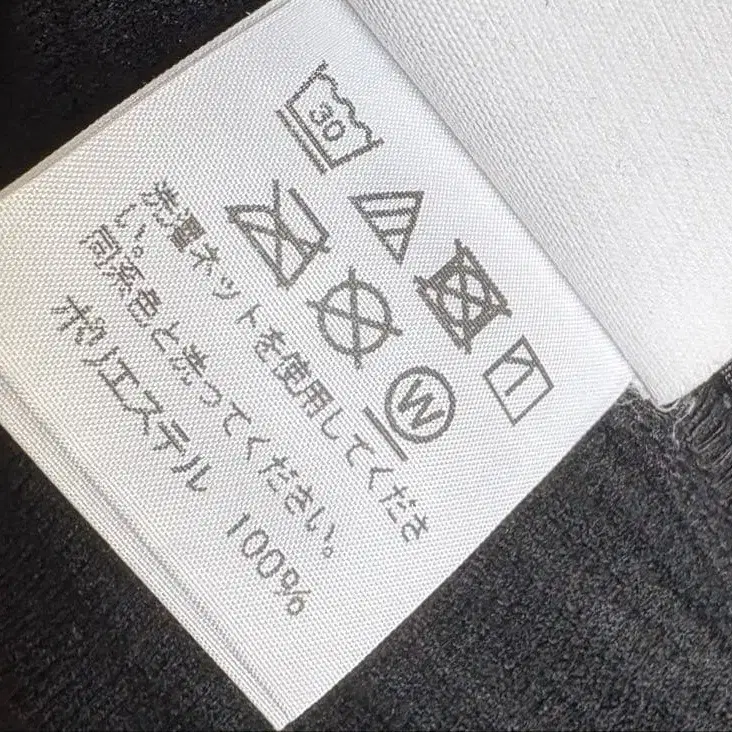 30
W
洗濯ネットを使用してくださ
い。
同系色と洗ってください。
ポリエステル 100%